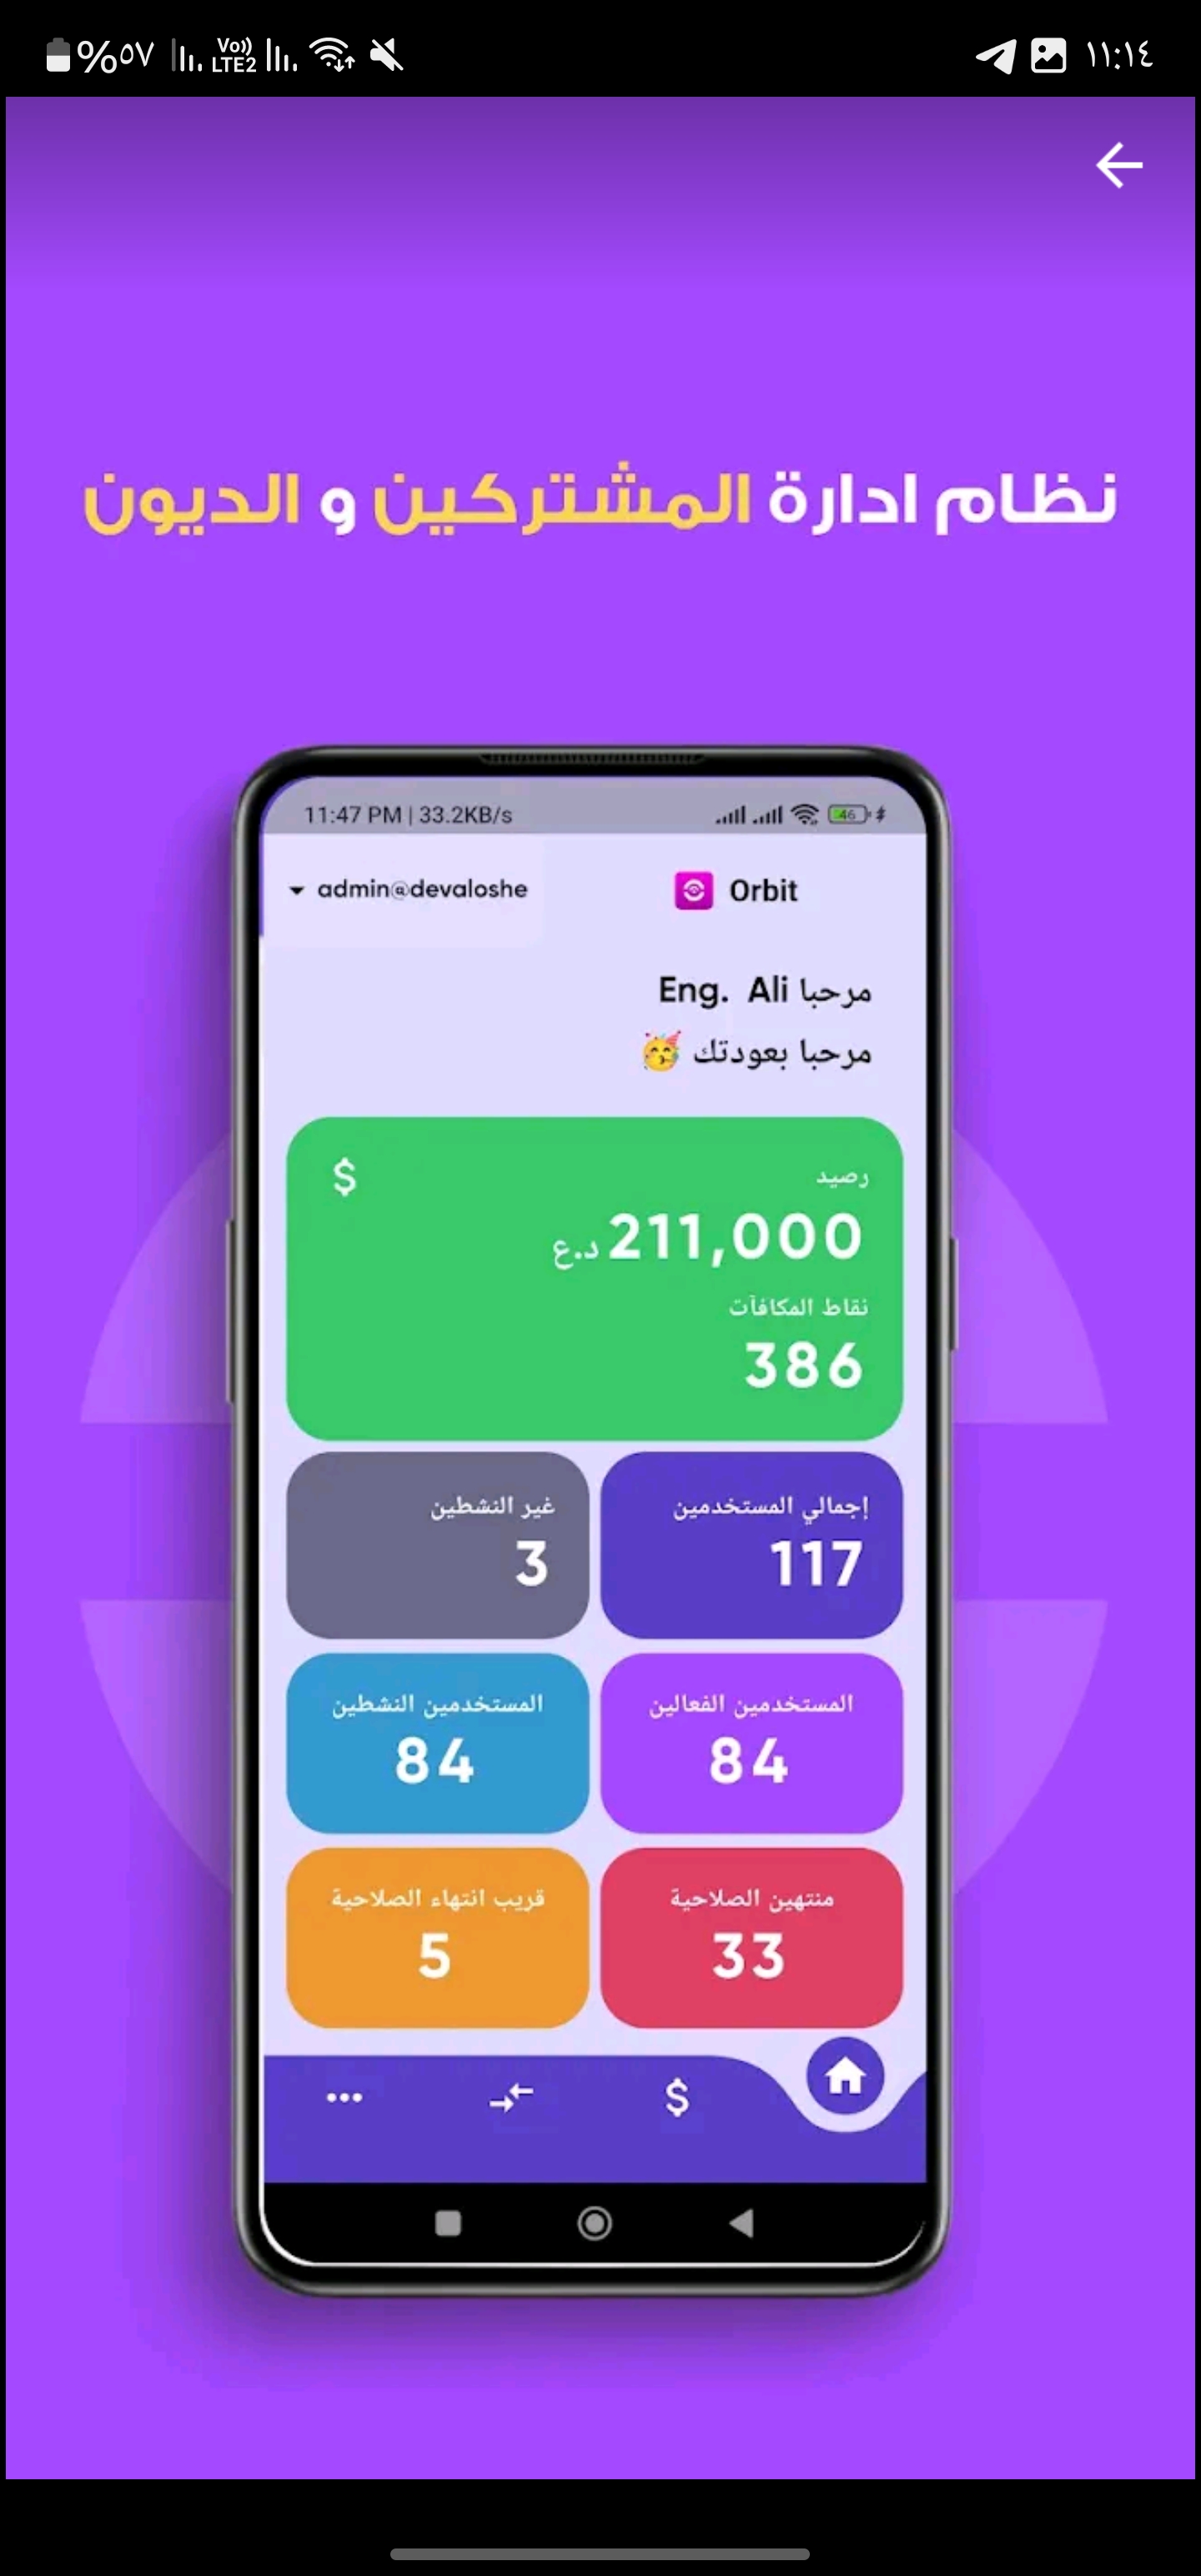 %٥٧ Vo)) LTE2 ١١:١٤
نظام ادارة المشتركين و الديون
11:47 PM | 33.2KB/s 46
admin@devaloshe Orbit
مرحبا Eng. Ali
مرحبا بعودتك 🥳
$ رصيد
211,000 د.ع
نقاط المكافآت
386
إجمالي المستخدمين
117
غير النشطين
3
المستخدمين الفعالين
84
المستخدمين النشطين
84
منتهين الصلاحية
33
قريب انتهاء الصلاحية
5
$